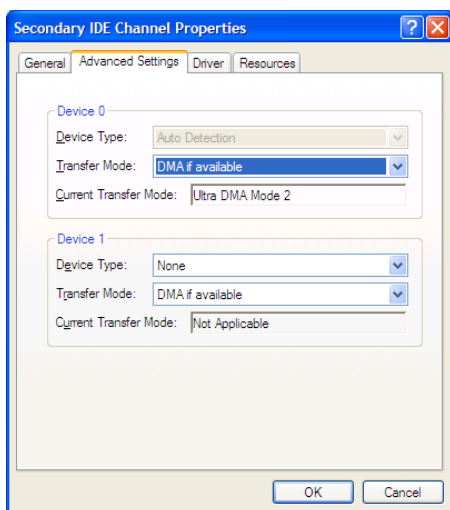 Secondary IDE Channel Properties
General Advanced Settings Driver Resources
Device 0
Device Type: Auto Detection
Transfer Mode: DMA if available
Current Transfer Mode: Ultra DMA Mode 2
Device 1
Device Type: None
Transfer Mode: DMA if available
Current Transfer Mode: Not Applicable
OK Cancel